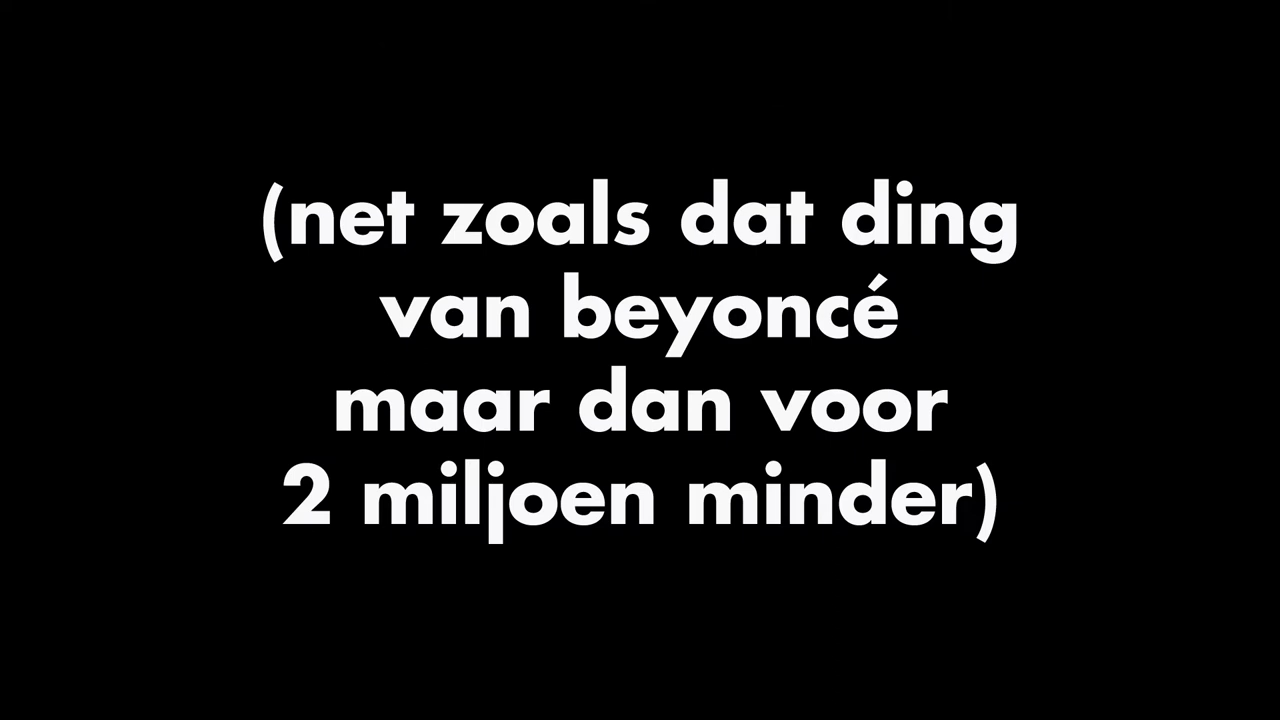 (net zoals dat ding
van beyoncé
maar dan voor
2 miljoen minder)